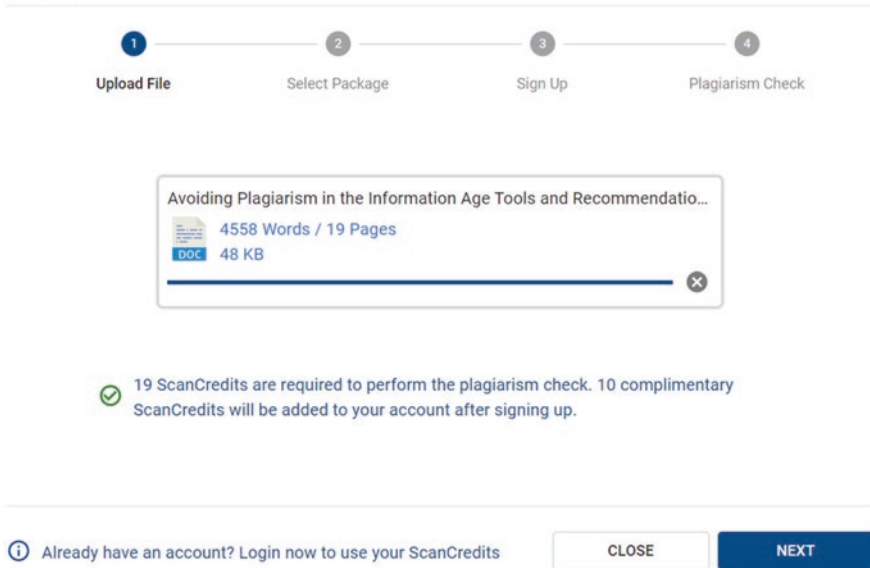 1 2 3 4
Upload File Select Package Sign Up Plagiarism Check
Avoiding Plagiarism in the Information Age Tools and Recommendatio...
4558 Words / 19 Pages
DOC 48 KB
19 ScanCredits are required to perform the plagiarism check. 10 complimentary
ScanCredits will be added to your account after signing up.
Already have an account? Login now to use your ScanCredits CLOSE NEXT